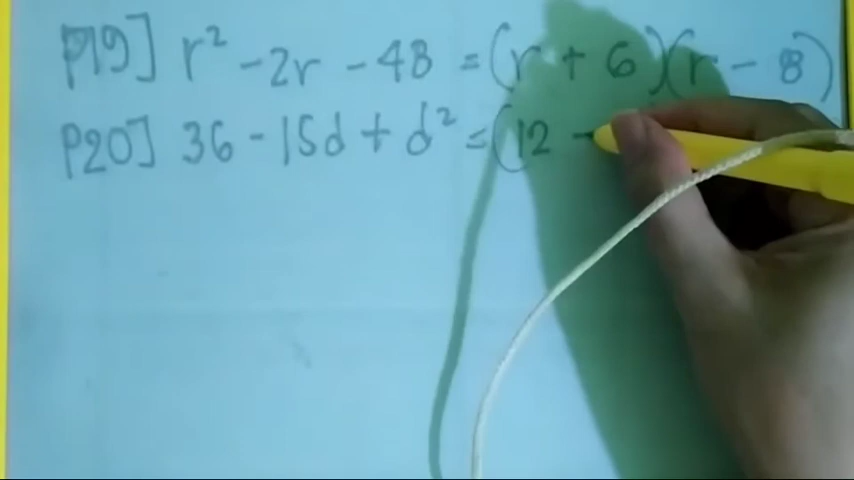 P19] r² - 2r - 48 = (r + 6)(r - 8)
P20] 36 - 15d + d² = (12 -